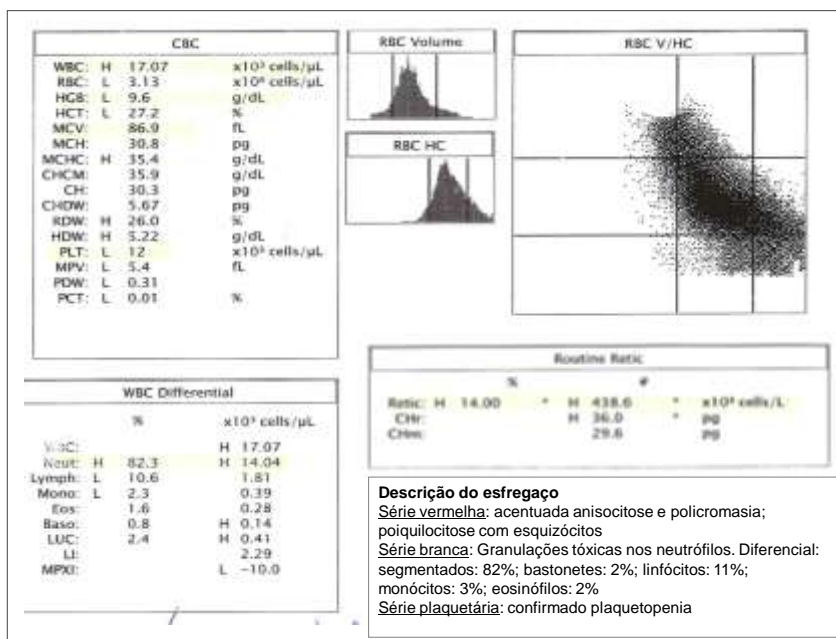 CBC
WBC: H 17.07 x10³ cells/µL
RBC: L 3.13 x10⁶ cells/µL
HGB: L 9.6 g/dL
HCT: L 27.2 %
MCV: 86.9 fL
MCH: 30.8 pg
MCHC: H 35.4 g/dL
CHCM: 35.9 g/dL
CH: 30.3 pg
CHDW: 5.67 pg
RDW: H 26.0 %
HDW: H 5.22 g/dL
PLT: L 12 x10³ cells/µL
MPV: L 5.4 fL
PDW: L 0.31
PCT: L 0.01 %
RBC Volume
RBC HC
RBC V/HC
Routine Retic
% #
Retic: H 14.00 * H 438.6 * x10⁹ cells/L
CHr: H 36.0 * pg
CHm: 29.6 pg
WBC Differential
% x10³ cells/µL
WBC: H 17.07
Neut: H 82.3 H 14.04
Lymph: L 10.6 1.81
Mono: L 2.3 0.39
Eos: 1.6 0.28
Baso: 0.8 H 0.14
LUC: 2.4 H 0.41
LI: 2.29
MPXI: L -10.0
Descrição do esfregaço
Série vermelha: acentuada anisocitose e policromasia;
poiquilocitose com esquizócitos
Série branca: Granulações tóxicas nos neutrófilos. Diferencial:
segmentados: 82%; bastonetes: 2%; linfócitos: 11%;
monócitos: 3%; eosinófilos: 2%
Série plaquetária: confirmado plaquetopenia